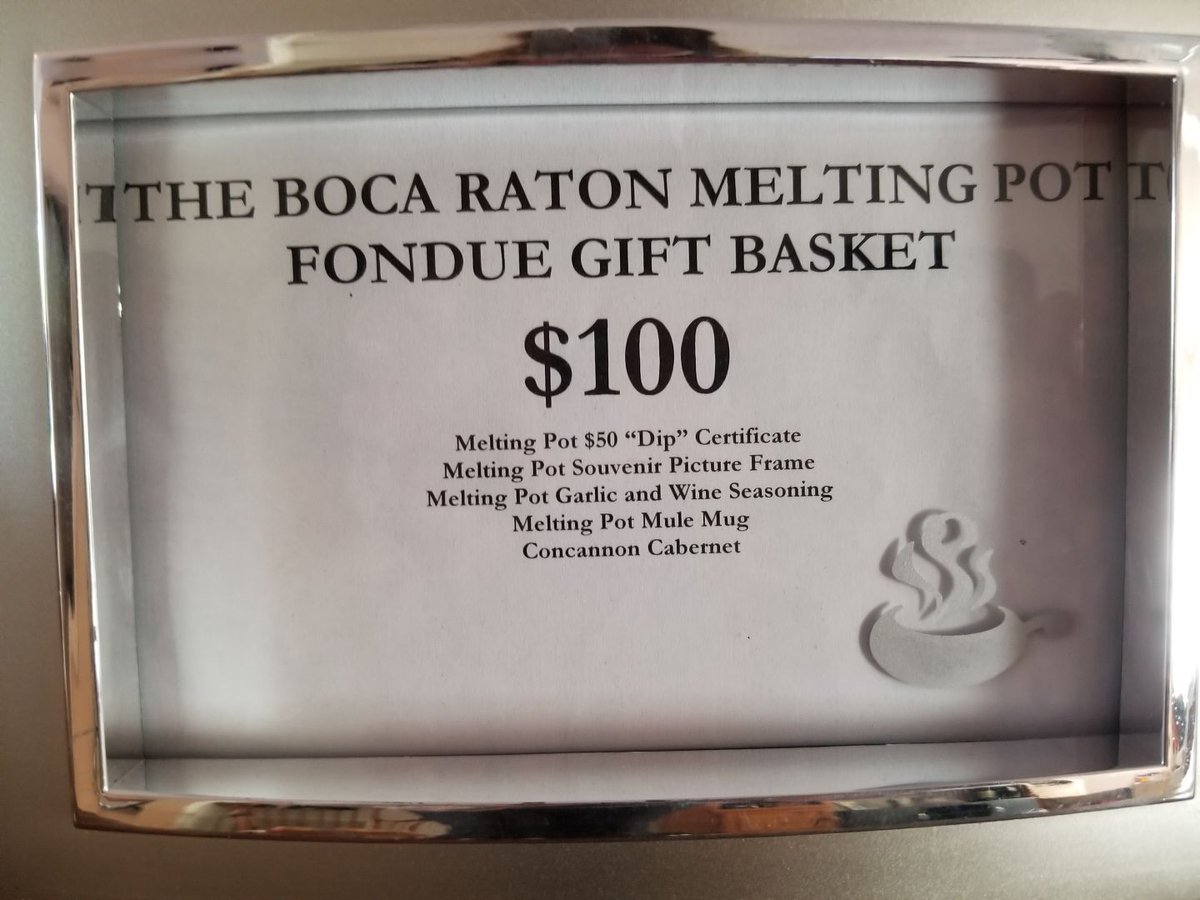 THE BOCA RATON MELTING POT
FONDUE GIFT BASKET
$100
Melting Pot $50 “Dip” Certificate
Melting Pot Souvenir Picture Frame
Melting Pot Garlic and Wine Seasoning
Melting Pot Mule Mug
Concannon Cabernet